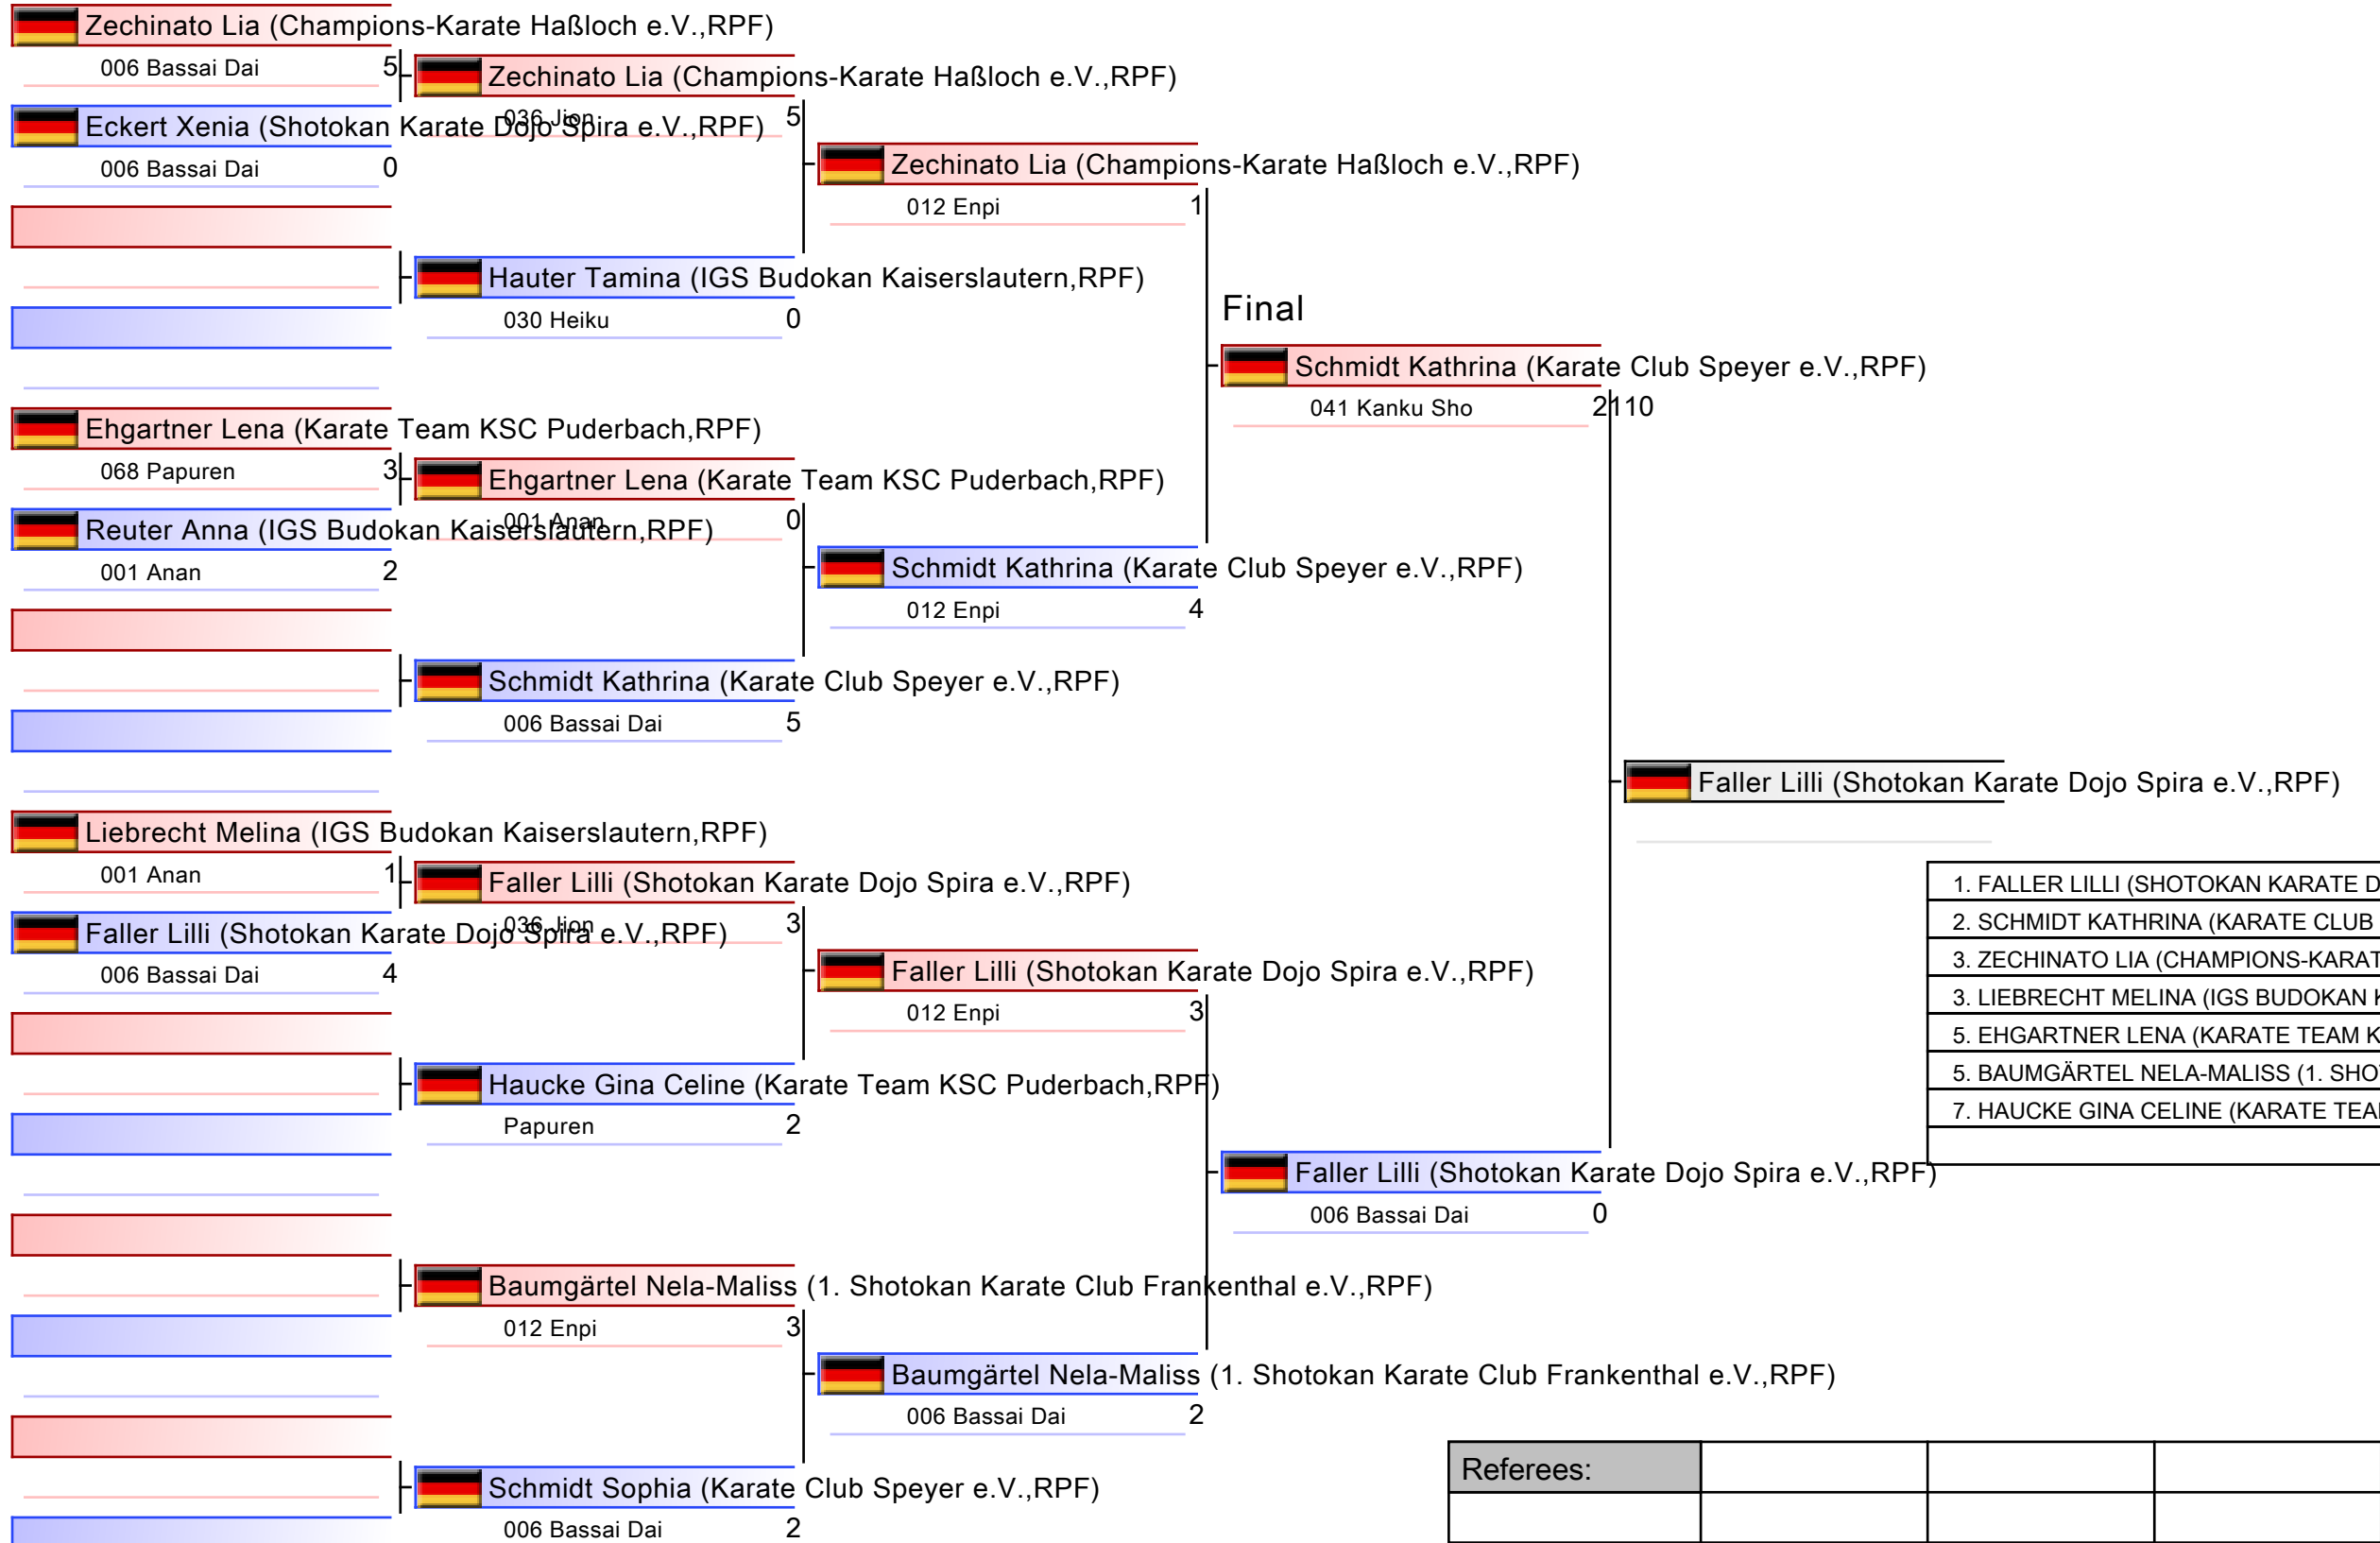 Zechinato Lia (Champions-Karate Haßloch e.V.,RPF)
006 Bassai Dai 5
Eckert Xenia (Shotokan Karate Dojo Spira e.V.,RPF)
006 Bassai Dai 0
Ehgartner Lena (Karate Team KSC Puderbach,RPF)
068 Papuren 3
Reuter Anna (IGS Budokan Kaiserslautern,RPF)
001 Anan 2
Liebrecht Melina (IGS Budokan Kaiserslautern,RPF)
001 Anan 1
Faller Lilli (Shotokan Karate Dojo Spira e.V.,RPF)
006 Bassai Dai 4
Zechinato Lia (Champions-Karate Haßloch e.V.,RPF)
036 Jion 5
Hauter Tamina (IGS Budokan Kaiserslautern,RPF)
030 Heiku 0
Ehgartner Lena (Karate Team KSC Puderbach,RPF)
001 Anan 0
Schmidt Kathrina (Karate Club Speyer e.V.,RPF)
006 Bassai Dai 5
Faller Lilli (Shotokan Karate Dojo Spira e.V.,RPF)
036 Jion 3
Haucke Gina Celine (Karate Team KSC Puderbach,RPF)
Papuren 2
Baumgärtel Nela-Maliss (1. Shotokan Karate Club Frankenthal e.V.,RPF)
012 Enpi 3
Schmidt Sophia (Karate Club Speyer e.V.,RPF)
006 Bassai Dai 2
Zechinato Lia (Champions-Karate Haßloch e.V.,RPF)
012 Enpi 1
Schmidt Kathrina (Karate Club Speyer e.V.,RPF)
012 Enpi 4
Faller Lilli (Shotokan Karate Dojo Spira e.V.,RPF)
012 Enpi 3
Baumgärtel Nela-Maliss (1. Shotokan Karate Club Frankenthal e.V.,RPF)
006 Bassai Dai 2
Final
Schmidt Kathrina (Karate Club Speyer e.V.,RPF)
041 Kanku Sho 2110
Faller Lilli (Shotokan Karate Dojo Spira e.V.,RPF)
006 Bassai Dai 0
Faller Lilli (Shotokan Karate Dojo Spira e.V.,RPF)
1. FALLER LILLI (SHOTOKAN KARATE D
2. SCHMIDT KATHRINA (KARATE CLUB
3. ZECHINATO LIA (CHAMPIONS-KARAT
3. LIEBRECHT MELINA (IGS BUDOKAN K
5. EHGARTNER LENA (KARATE TEAM K
5. BAUMGÄRTEL NELA-MALISS (1. SHO
7. HAUCKE GINA CELINE (KARATE TEA
Referees: